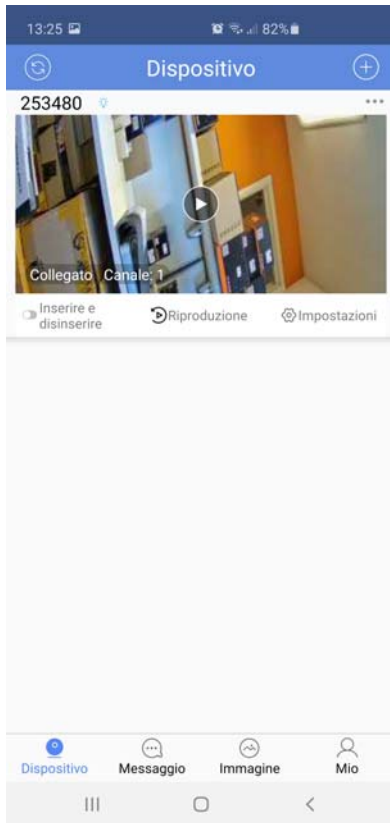 13:25 82%
Dispositivo
253480
Collegato Canale: 1
Inserire e
disinserire
Riproduzione
Impostazioni
Dispositivo
Messaggio
Immagine
Mio